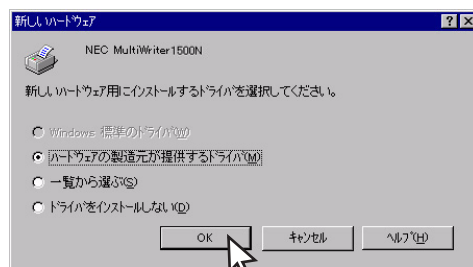 新しいハードウェア
NEC MultiWriter1500N
新しいハードウェア用にインストールするドライバを選択してください。
Windows 標準のドライバ(W)
ハードウェアの製造元が提供するドライバ(M)
一覧から選ぶ(S)
ドライバをインストールしない(D)
OK キャンセル ヘルプ(H)